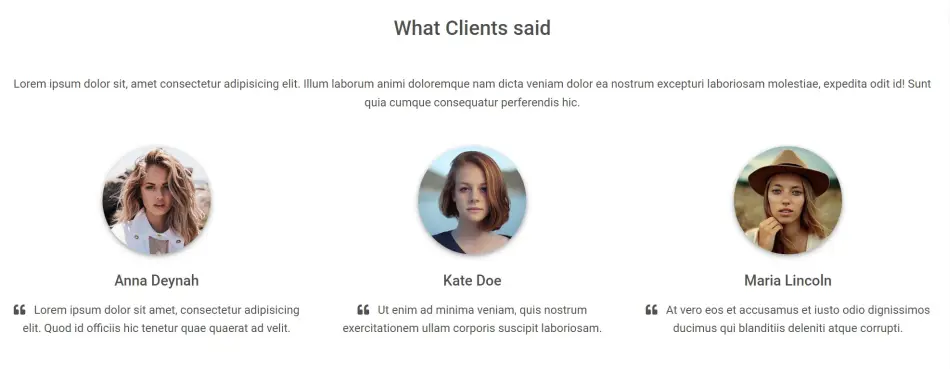 What Clients said
Lorem ipsum dolor sit, amet consectetur adipisicing elit. Illum laborum animi doloremque nam dicta veniam dolor ea nostrum excepturi laboriosam molestiae, expedita odit id! Sunt
quia cumque consequatur perferendis hic.
Anna Deynah
❝ Lorem ipsum dolor sit amet, consectetur adipisicing
elit. Quod id officiis hic tenetur quae quaerat ad velit.
Kate Doe
❝ Ut enim ad minima veniam, quis nostrum
exercitationem ullam corporis suscipit laboriosam.
Maria Lincoln
❝ At vero eos et accusamus et iusto odio dignissimos
ducimus qui blanditiis deleniti atque corrupti.